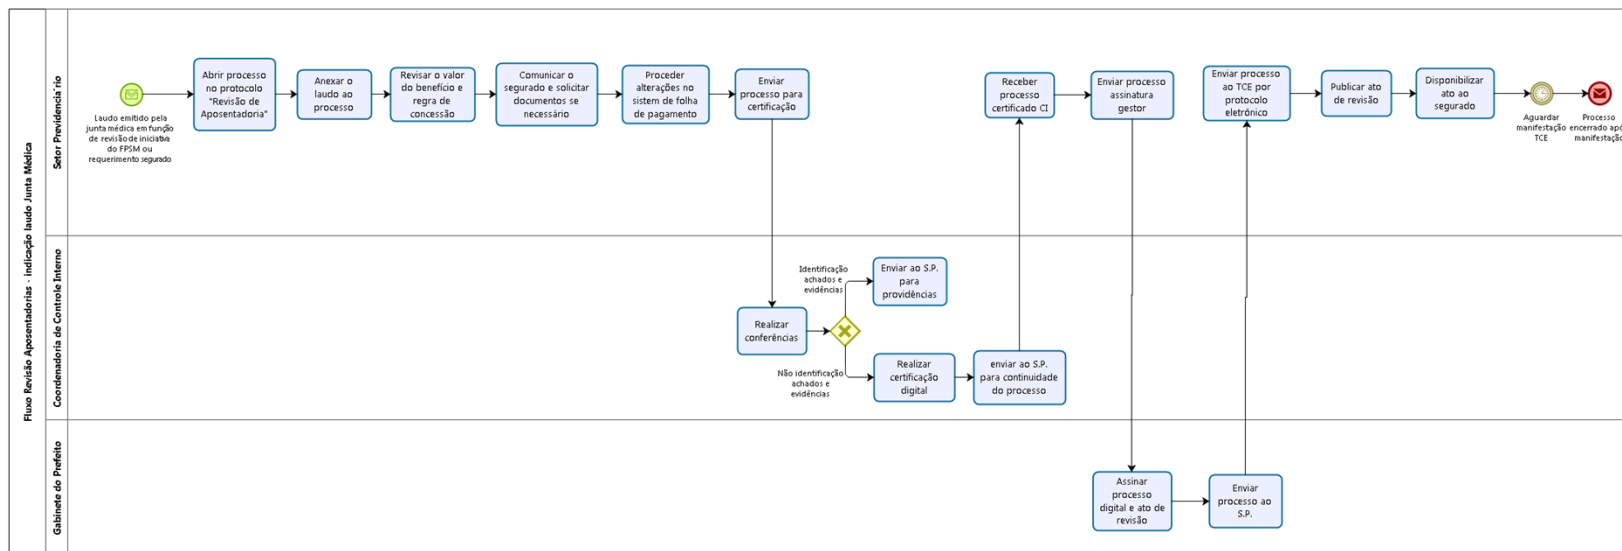 Fluxo Revisão Aposentadorias - indicação laudo Junta Médica
Setor Previdenciário
Laudo emitido pela
junta médica em função
de revisão de iniciativa
do FPSM ou
requerimento segurado
Abrir processo
no protocolo
"Revisão de
Aposentadoria"
Anexar o
laudo ao
processo
Revisar o valor
do benefício e
regra de
concessão
Comunicar o
segurado e solicitar
documentos se
necessário
Proceder
alterações no
sistem de folha
de pagamento
Enviar
processo para
certificação
Receber
processo
certificado CI
Enviar processo
assinatura
gestor
Enviar processo
ao TCE por
protocolo
eletrônico
Publicar ato
de revisão
Disponibilizar
ato ao
segurado
Aguardar
manifestação
TCE
Processo
encerrado após
manifestação
Coordenadoria de Controle Interno
Realizar
conferências
Identificação
achados e
evidências
Enviar ao S.P.
para
providências
Não identificação
achados e
evidências
Realizar
certificação
digital
enviar ao S.P.
para continuidade
do processo
Gabinete do Prefeito
Assinar
processo
digital e ato de
revisão
Enviar
processo ao
S.P.